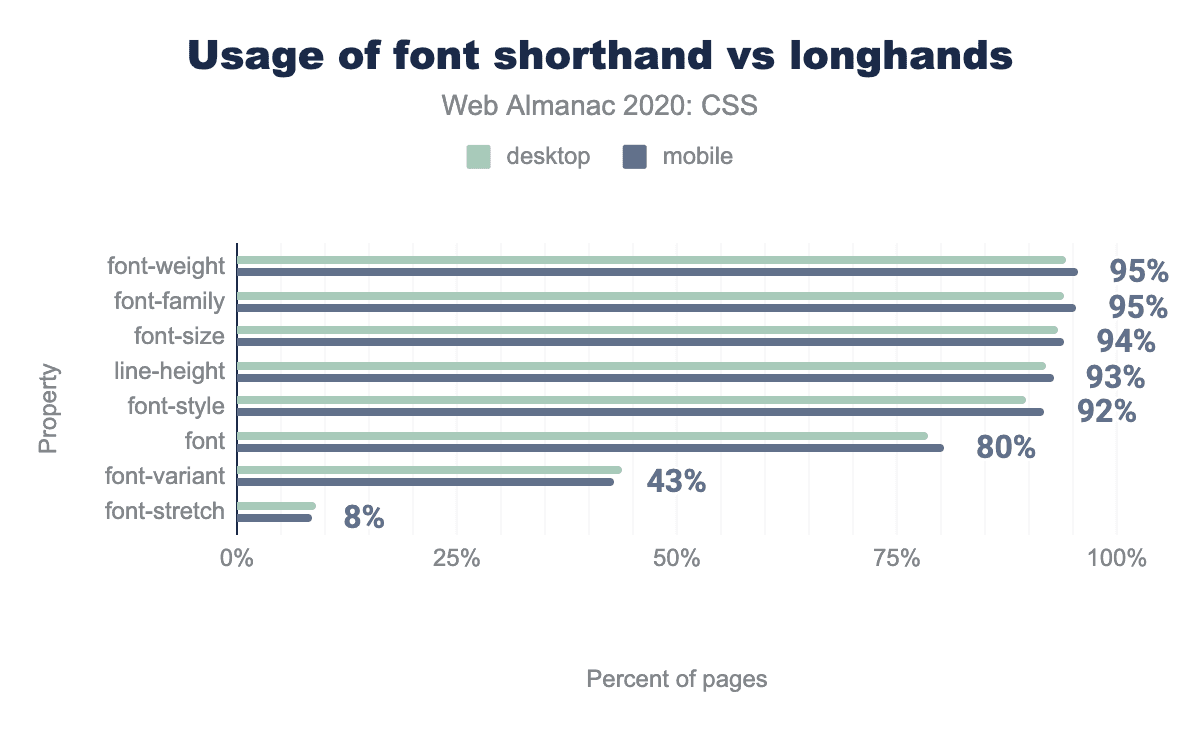 Usage of font shorthand vs longhands
Web Almanac 2020: CSS
desktop mobile
Property
font-weight 95%
font-family 95%
font-size 94%
line-height 93%
font-style 92%
font 80%
font-variant 43%
font-stretch 8%
0% 25% 50% 75% 100%
Percent of pages